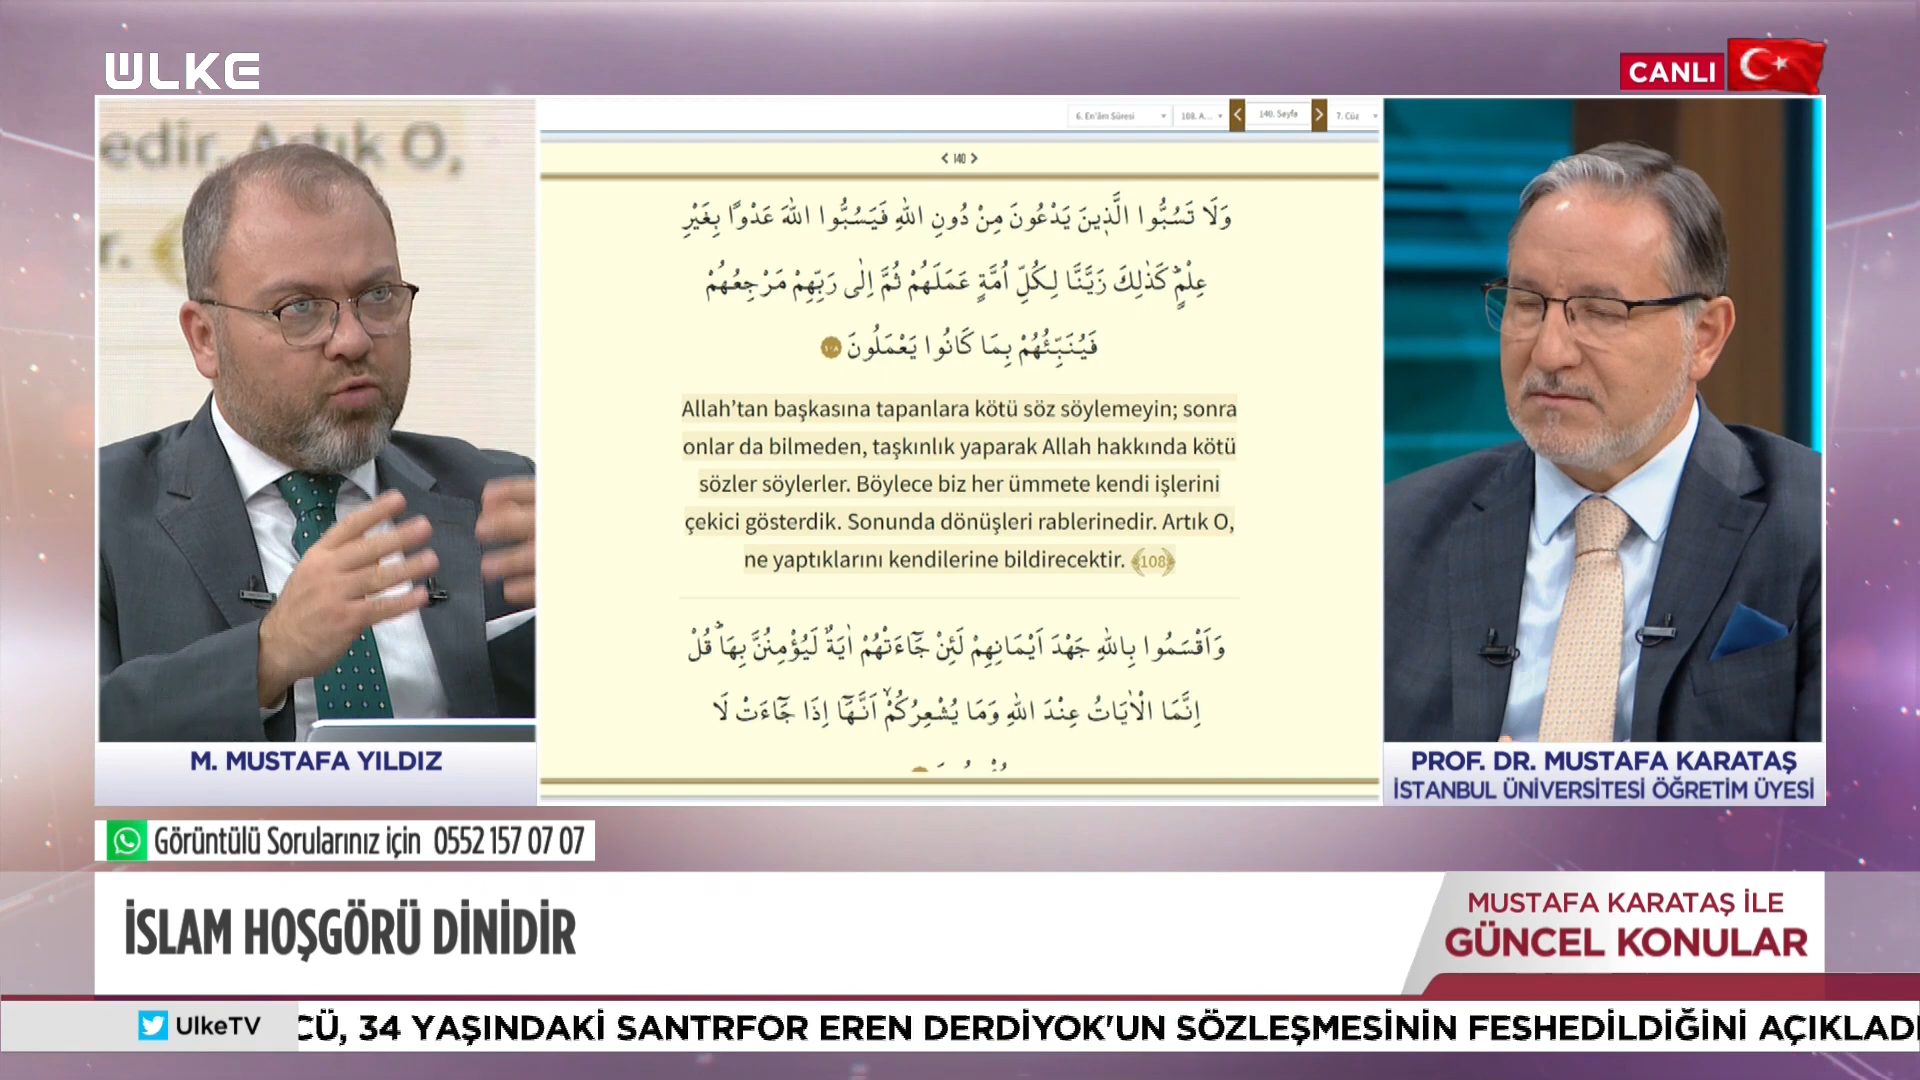 ULKE
CANLI
edir. Artık O,
r.
6. En'âm Sûresi
108. A...
140. Sayfa
7. Cüz
140
وَلَا تَسُبُّوا الَّذ۪ينَ يَدْعُونَ مِنْ دُونِ اللّٰهِ فَيَسُبُّوا اللّٰهَ عَدْوًا بِغَيْرِ
عِلْمٍۜ كَذٰلِكَ زَيَّنَّا لِكُلِّ اُمَّةٍ عَمَلَهُمْ ثُمَّ اِلٰى رَبِّهِمْ مَرْجِعُهُمْ
فَيُنَبِّئُهُمْ بِمَا كَانُوا يَعْمَلُونَ ١٠٨
Allah’tan başkasına tapanlara kötü söz söylemeyin; sonra
onlar da bilmeden, taşkınlık yaparak Allah hakkında kötü
sözler söylerler. Böylece biz her ümmete kendi işlerini
çekici gösterdik. Sonunda dönüşleri rablerinedir. Artık O,
ne yaptıklarını kendilerine bildirecektir. ﴾108﴿
وَاَقْسَمُوا بِاللّٰهِ جَهْدَ اَيْمَانِهِمْ لَئِنْ جَٓاءَتْهُمْ اٰيَةٌ لَيُؤْمِنُنَّ بِهَاۜ قُلْ
اِنَّمَا الْاٰيَاتُ عِنْدَ اللّٰهِ وَمَا يُشْعِرُكُمْۙ اَنَّهَٓا اِذَا جَٓاءَتْ لَا
M. MUSTAFA YILDIZ
PROF. DR. MUSTAFA KARATAŞ
İSTANBUL ÜNİVERSİTESİ ÖĞRETİM ÜYESİ
Görüntülü Sorularınız için 0552 157 07 07
İSLAM HOŞGÖRÜ DİNİDİR
MUSTAFA KARATAŞ İLE
GÜNCEL KONULAR
UlkeTV
CÜ, 34 YAŞINDAKİ SANTRFOR EREN DERDİYOK'UN SÖZLEŞMESİNİN FESHEDİLDİĞİNİ AÇIKLADI